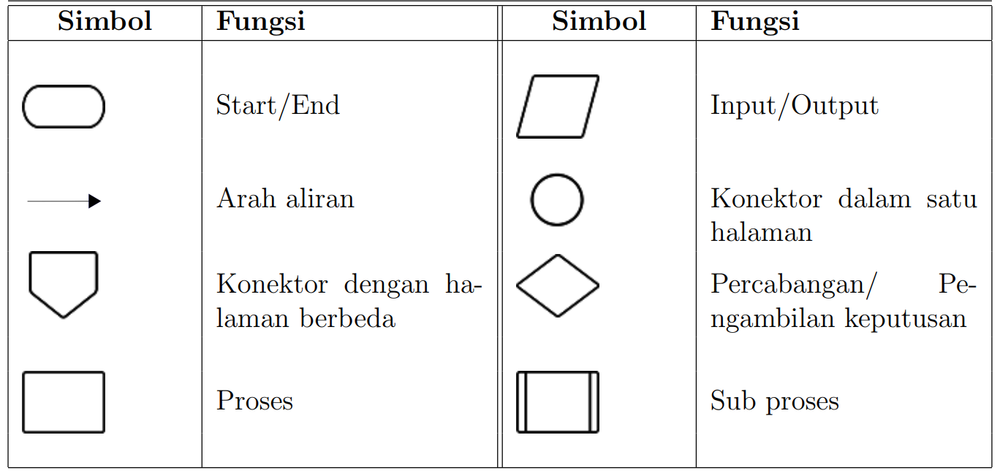 Simbol Fungsi Simbol Fungsi
Start/End Input/Output
Arah aliran Konektor dalam satu
halaman
Konektor dengan ha- Percabangan/ Pe-
laman berbeda ngambilan keputusan
Proses Sub proses